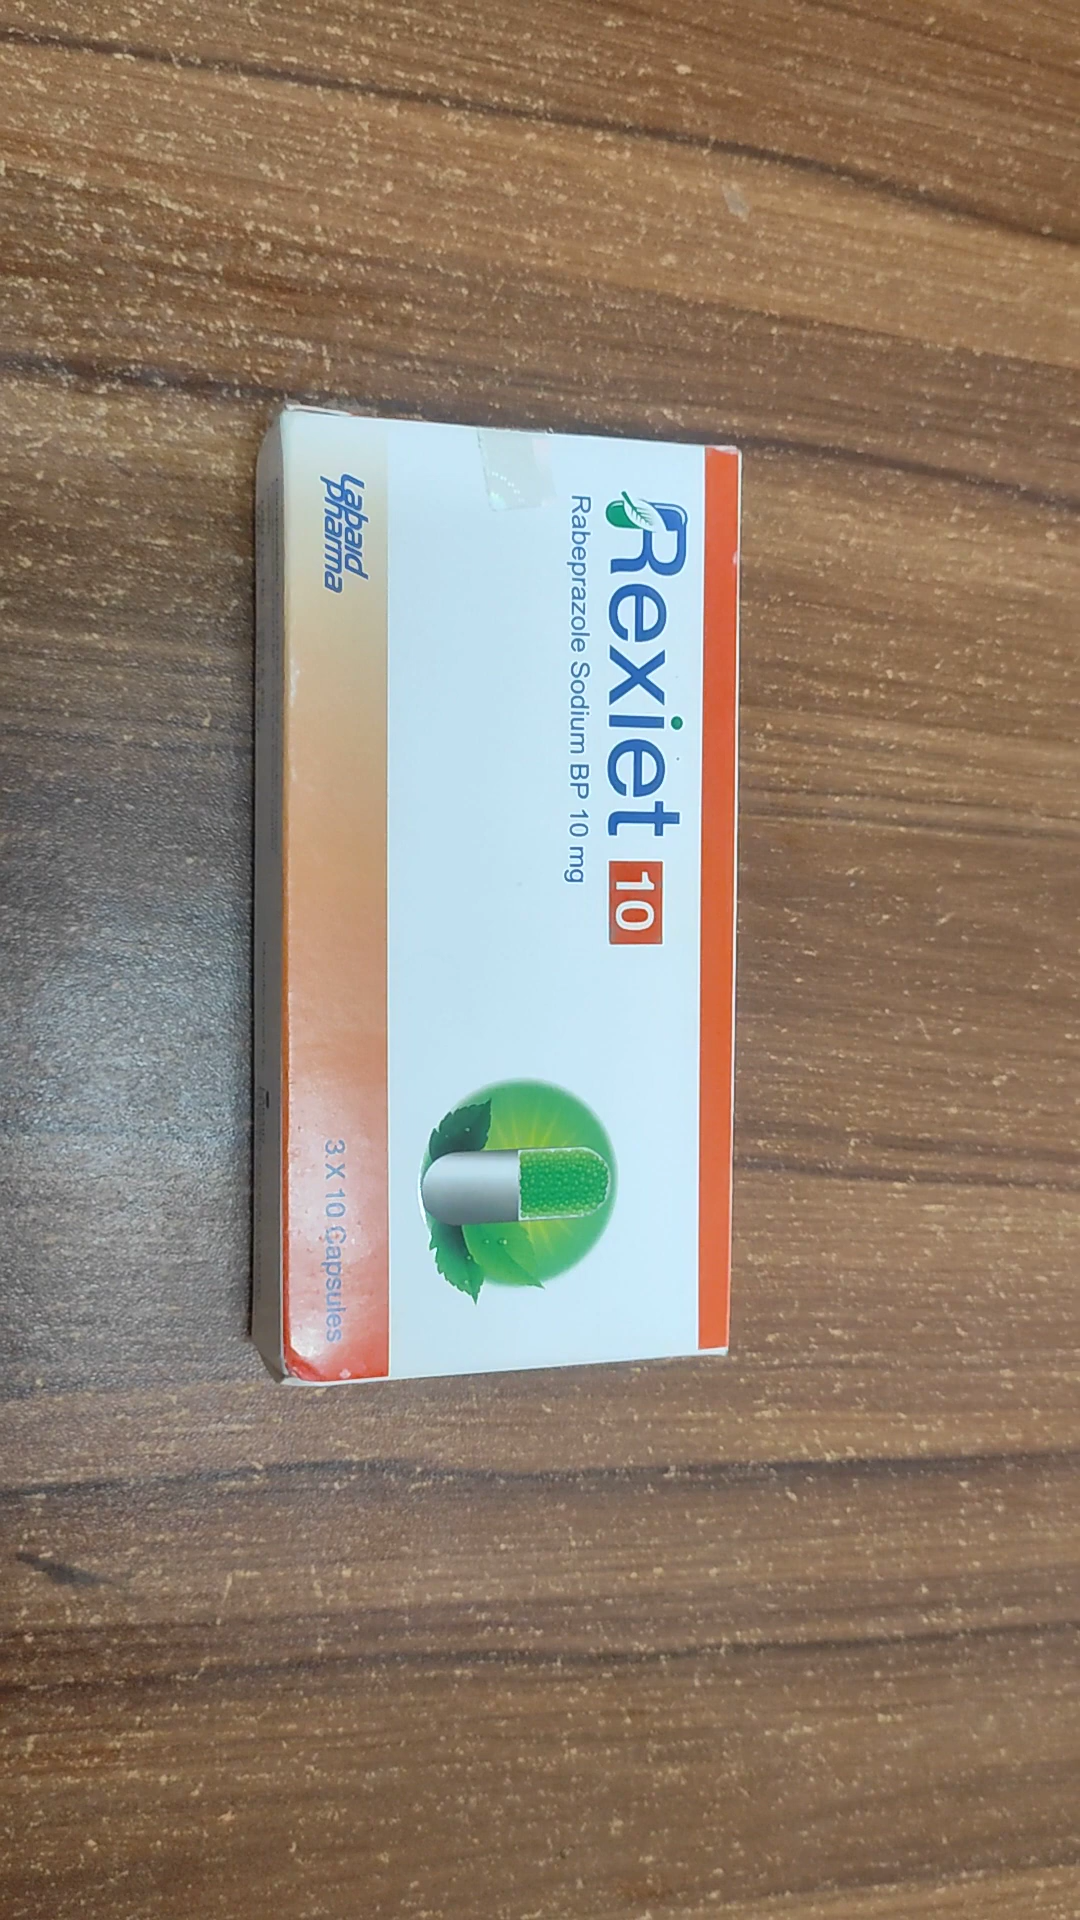 Rexiet 10
Rabeprazole Sodium BP 10 mg
Labaid
pharma
3 X 10 Capsules